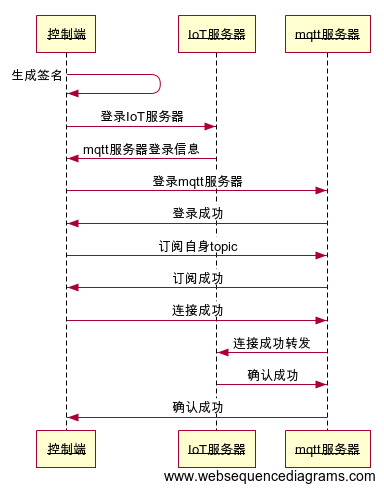 控制端 IoT服务器 mqtt服务器
生成签名
登录IoT服务器
mqtt服务器登录信息
登录mqtt服务器
登录成功
订阅自身topic
订阅成功
连接成功
连接成功转发
确认成功
确认成功
控制端 IoT服务器 mqtt服务器
www.websequencediagrams.com